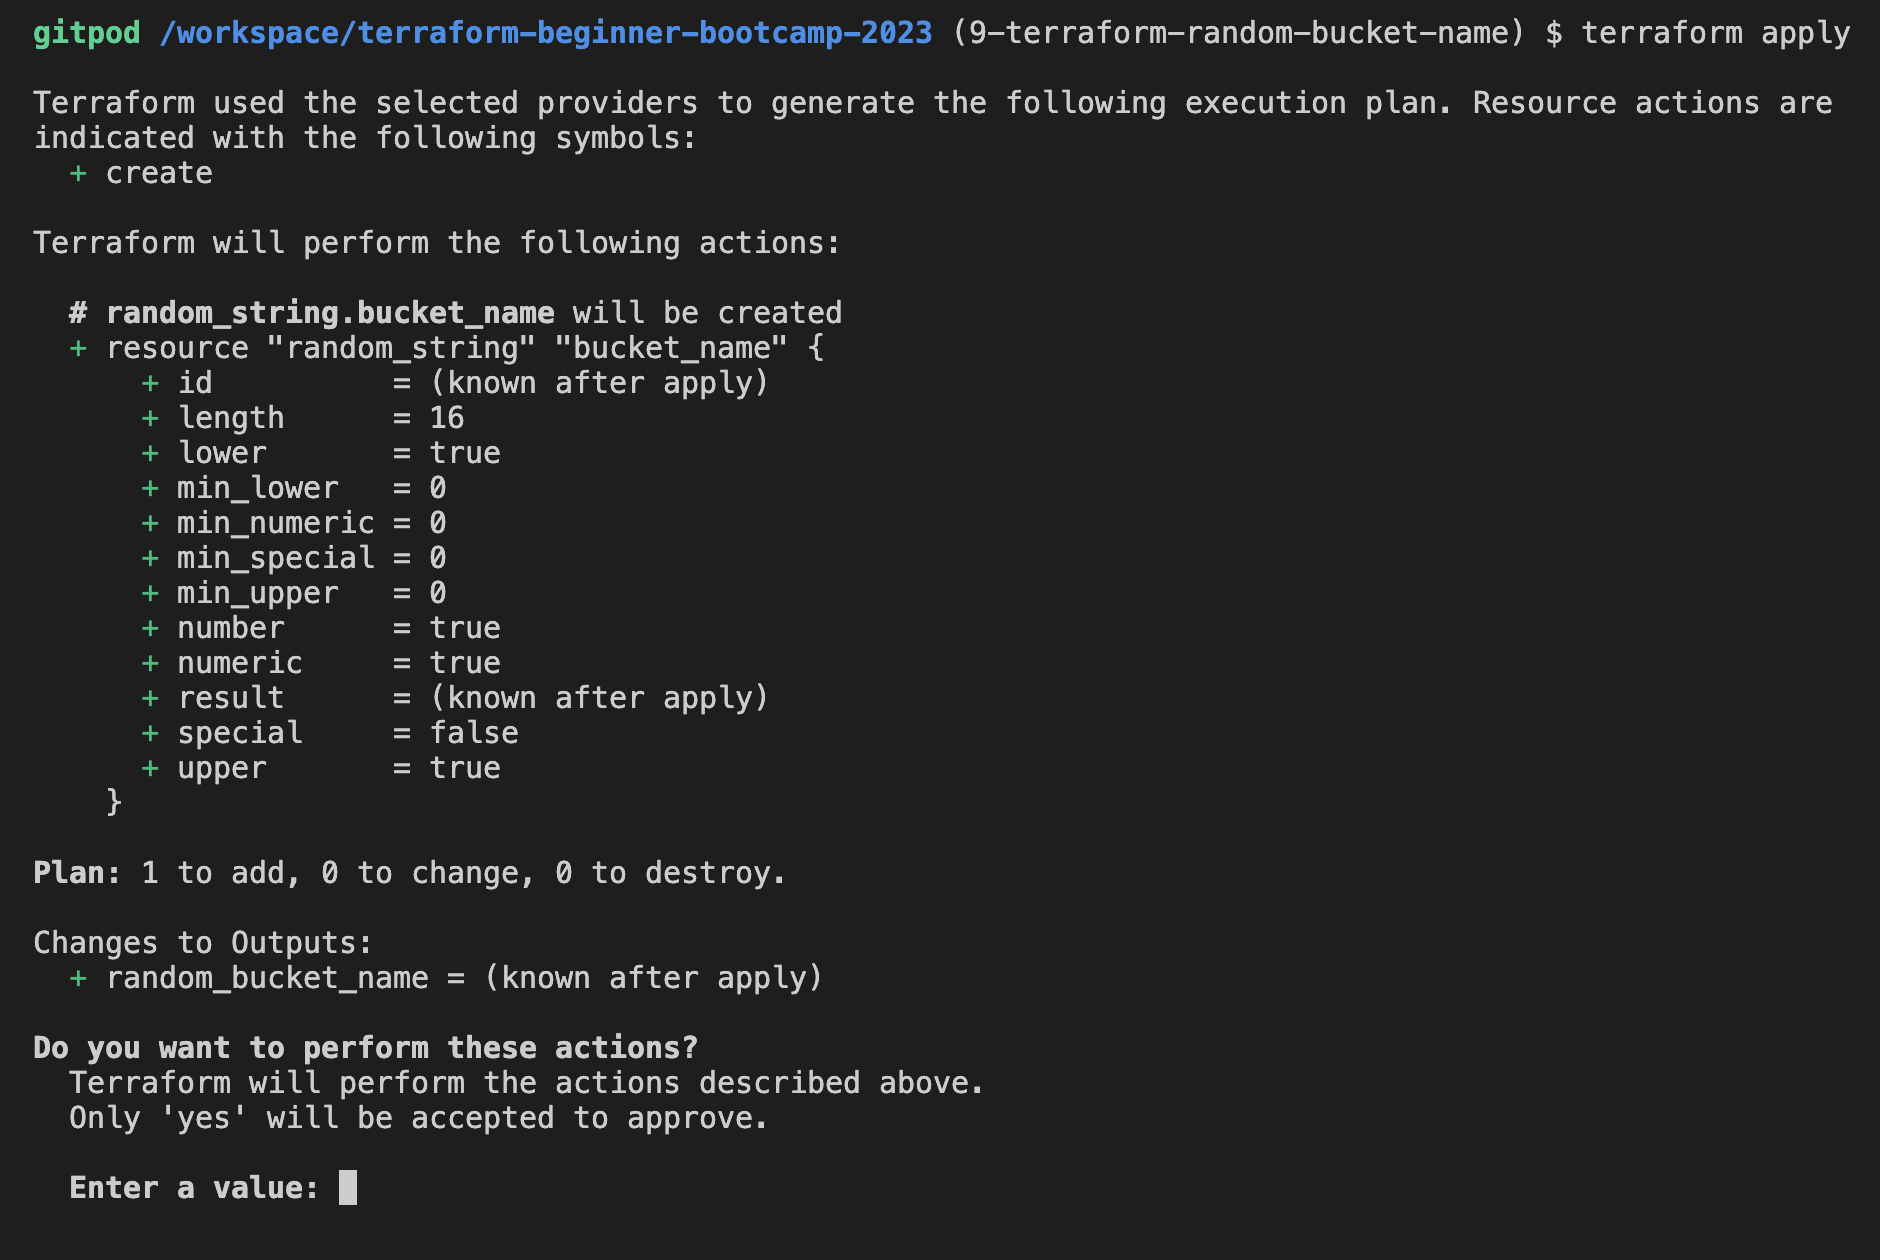 gitpod /workspace/terraform-beginner-bootcamp-2023 (9-terraform-random-bucket-name) $ terraform apply
Terraform used the selected providers to generate the following execution plan. Resource actions are
indicated with the following symbols:
  + create
Terraform will perform the following actions:
  # random_string.bucket_name will be created
  + resource "random_string" "bucket_name" {
      + id          = (known after apply)
      + length      = 16
      + lower       = true
      + min_lower   = 0
      + min_numeric = 0
      + min_special = 0
      + min_upper   = 0
      + number      = true
      + numeric     = true
      + result      = (known after apply)
      + special     = false
      + upper       = true
    }
Plan: 1 to add, 0 to change, 0 to destroy.
Changes to Outputs:
  + random_bucket_name = (known after apply)
Do you want to perform these actions?
  Terraform will perform the actions described above.
  Only 'yes' will be accepted to approve.
  Enter a value: